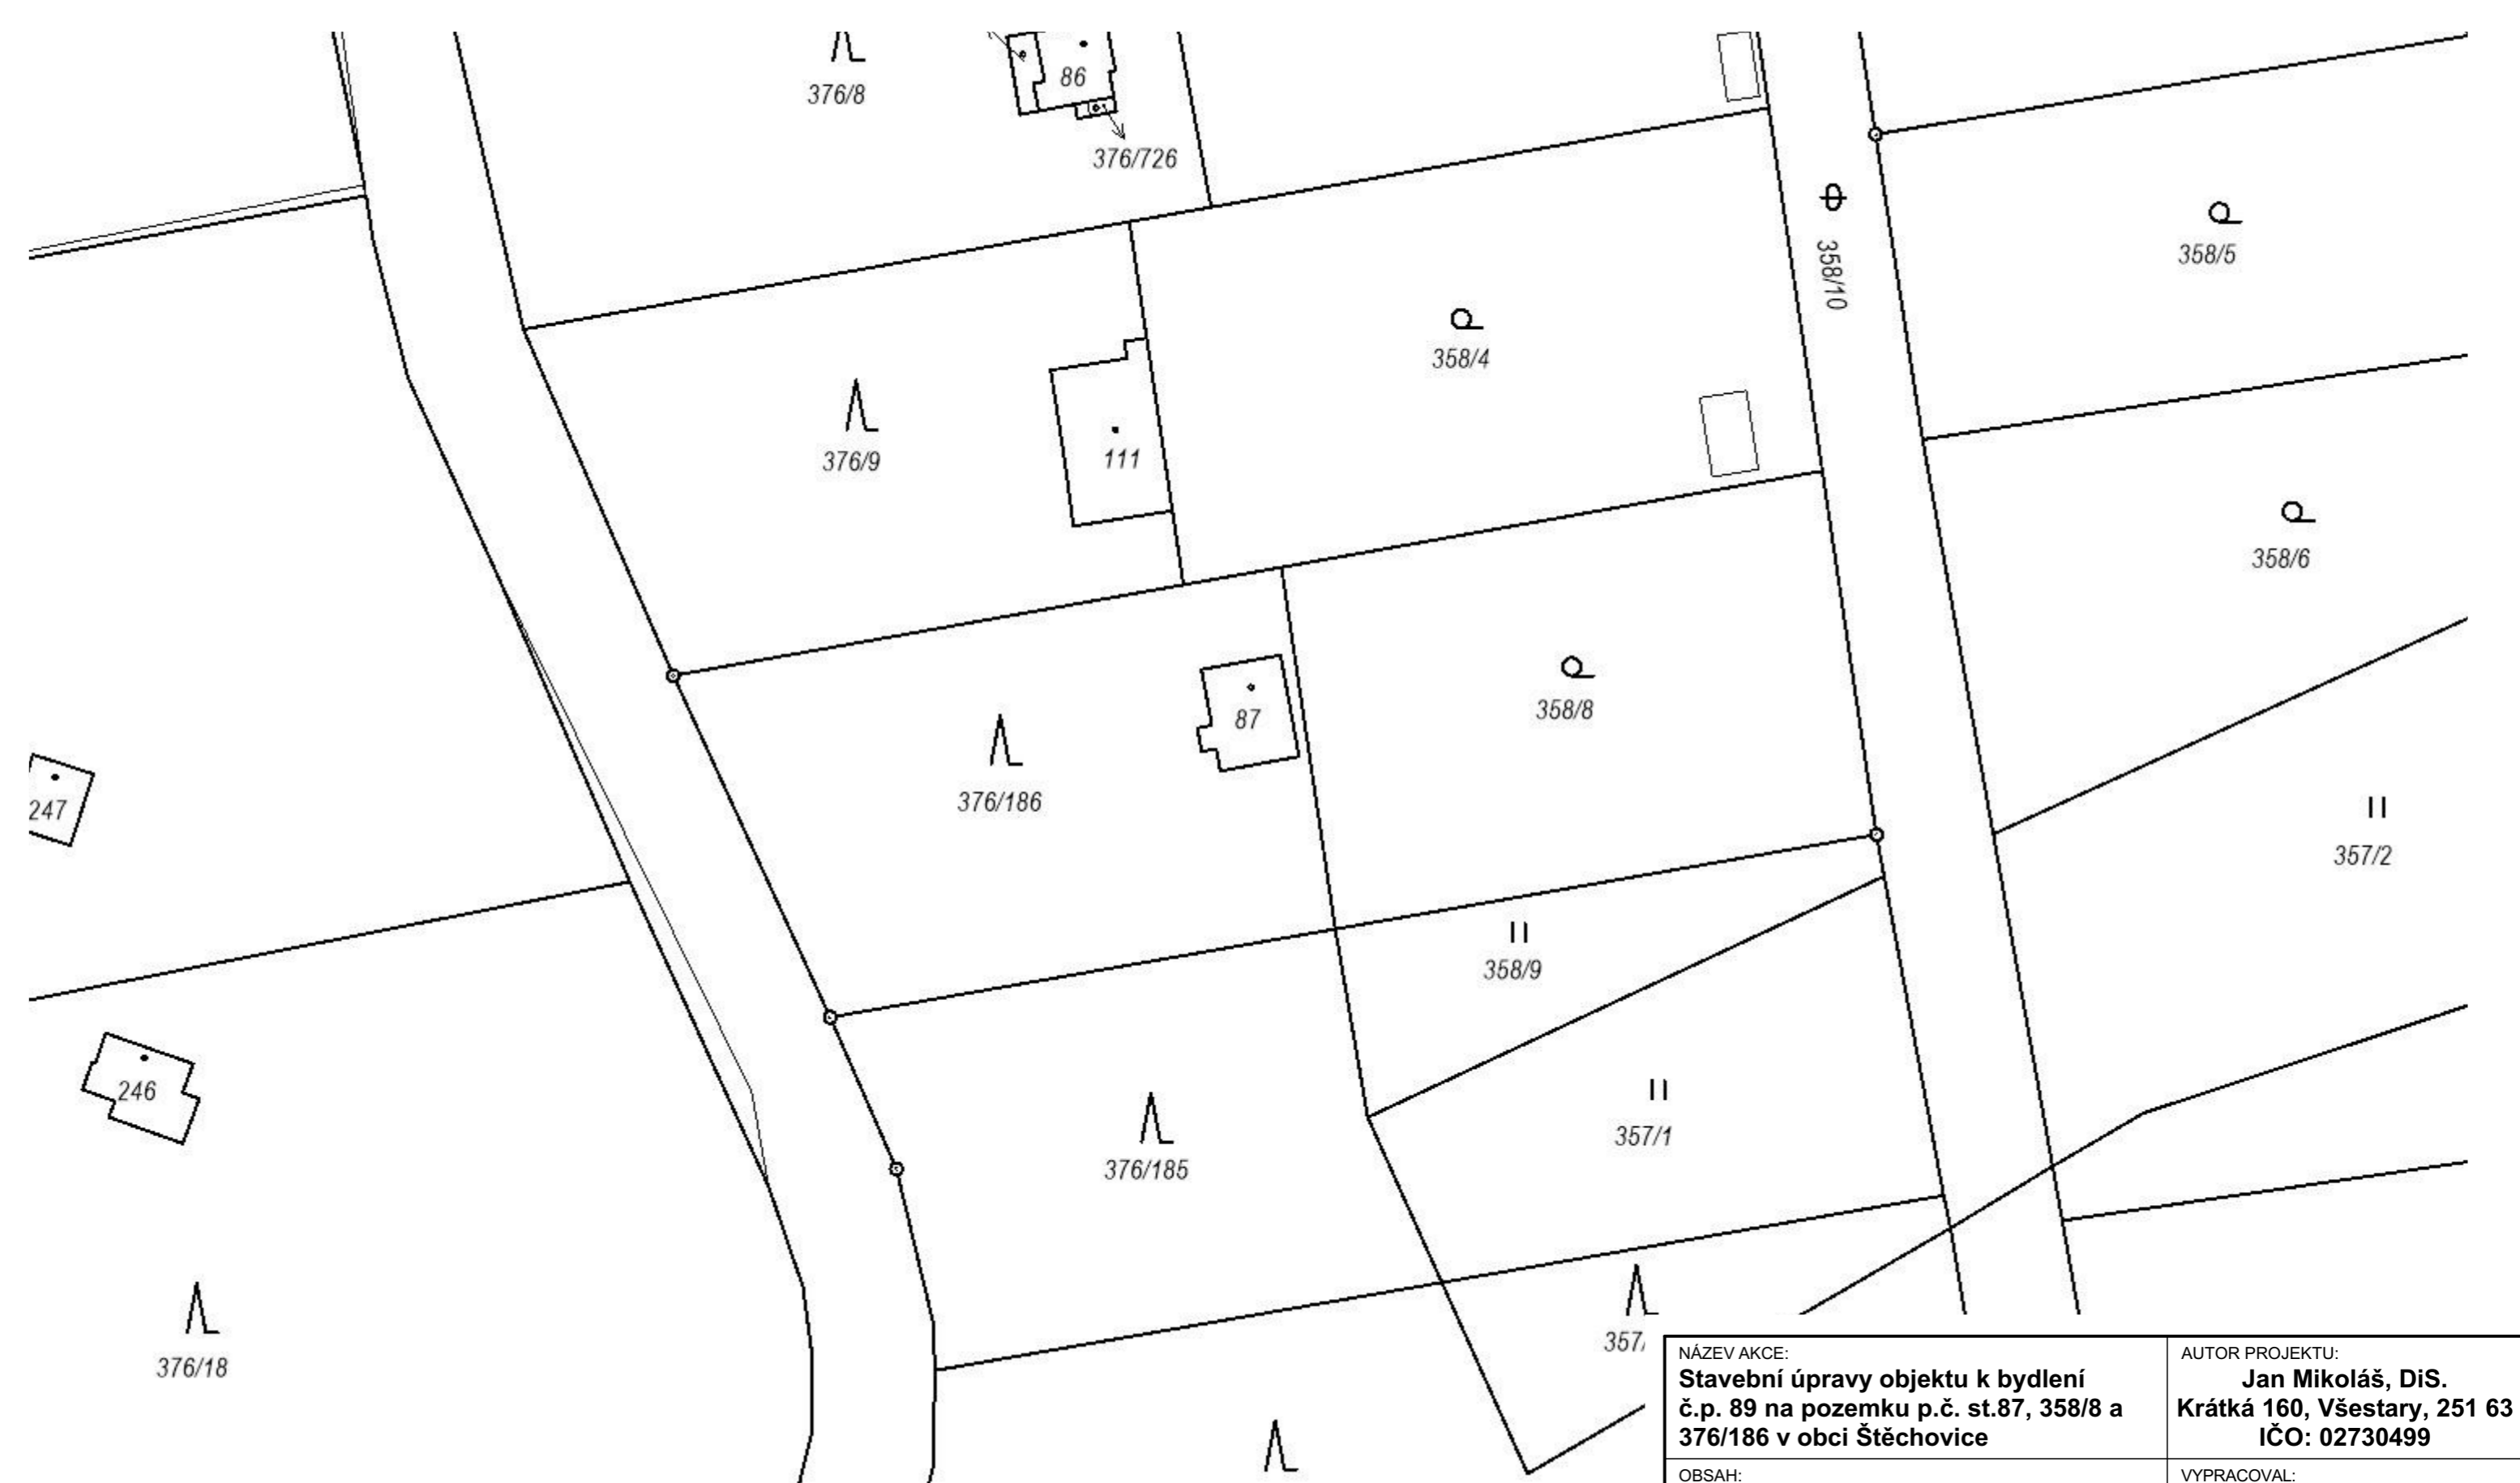 376/8
86
376/726
358/10
358/5
358/4
376/9
111
358/6
87
358/8
376/186
247
357/2
358/9
246
357/1
376/185
376/18
357/
NÁZEV AKCE:
Stavební úpravy objektu k bydlení
č.p. 89 na pozemku p.č. st.87, 358/8 a
376/186 v obci Štěchovice
AUTOR PROJEKTU:
Jan Mikoláš, DiS.
Krátká 160, Všestary, 251 63
IČO: 02730499
OBSAH:
VYPRACOVAL: